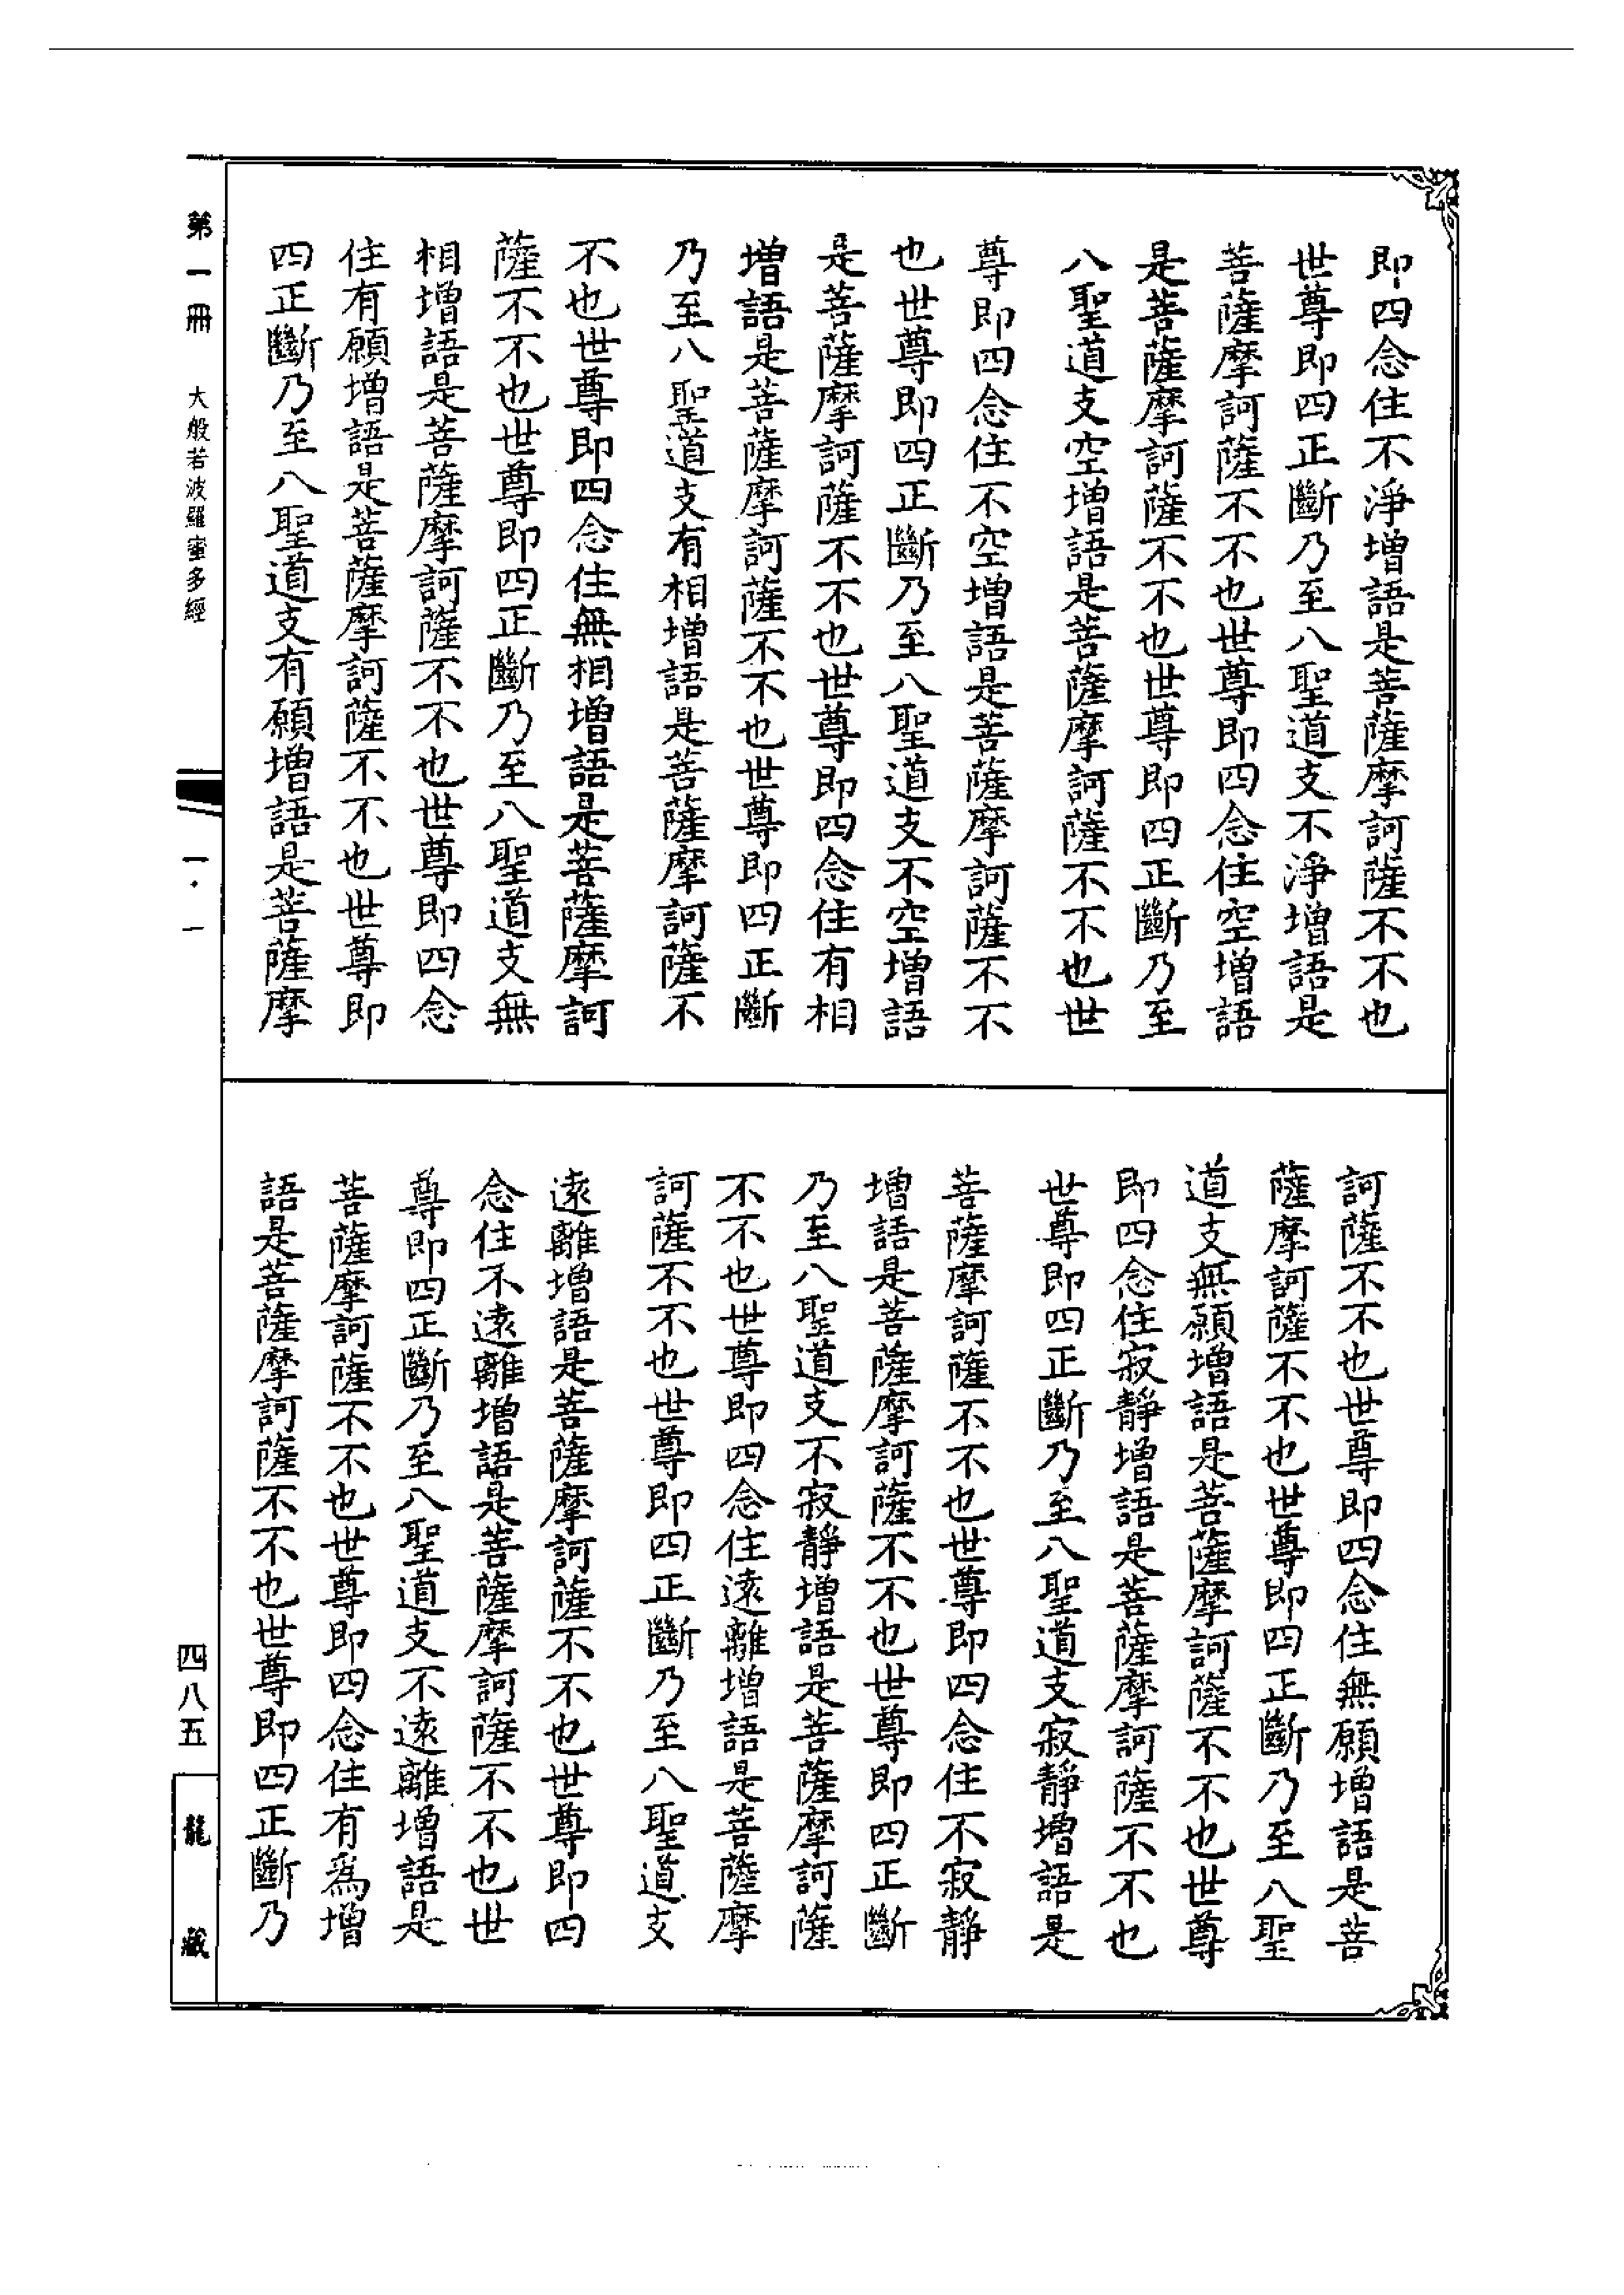 即四念住不淨增語是菩薩摩訶薩不不也
世尊即四正斷乃至八聖道支不淨增語是
菩薩摩訶薩不不也世尊即四念住空增語
是菩薩摩訶薩不不也世尊即四正斷乃至
八聖道支空增語是菩薩摩訶薩不不也世
尊即四念住不空增語是菩薩摩訶薩不不
也世尊即四正斷乃至八聖道支不空增語
是菩薩摩訶薩不不也世尊即四念住有相
增語是菩薩摩訶薩不不也世尊即四正斷
乃至八聖道支有相增語是菩薩摩訶薩不
不也世尊即四念住無相增語是菩薩摩訶
薩不不也世尊即四正斷乃至八聖道支無
相增語是菩薩摩訶薩不不也世尊即四念
住有願增語是菩薩摩訶薩不不也世尊即
四正斷乃至八聖道支有願增語是菩薩摩
訶薩不不也世尊即四念住無願增語是菩
薩摩訶薩不不也世尊即四正斷乃至八聖
道支無願增語是菩薩摩訶薩不不也世尊
即四念住寂靜增語是菩薩摩訶薩不不也
世尊即四正斷乃至八聖道支寂靜增語是
菩薩摩訶薩不不也世尊即四念住不寂靜
增語是菩薩摩訶薩不不也世尊即四正斷
乃至八聖道支不寂靜增語是菩薩摩訶薩
不不也世尊即四念住遠離增語是菩薩摩
訶薩不不也世尊即四正斷乃至八聖道支
遠離增語是菩薩摩訶薩不不也世尊即四
念住不遠離增語是菩薩摩訶薩不不也世
尊即四正斷乃至八聖道支不遠離增語是
菩薩摩訶薩不不也世尊即四念住有為增
語是菩薩摩訶薩不不也世尊即四正斷乃
第一冊 大般若波羅蜜多經 一·一
四八五 龍藏